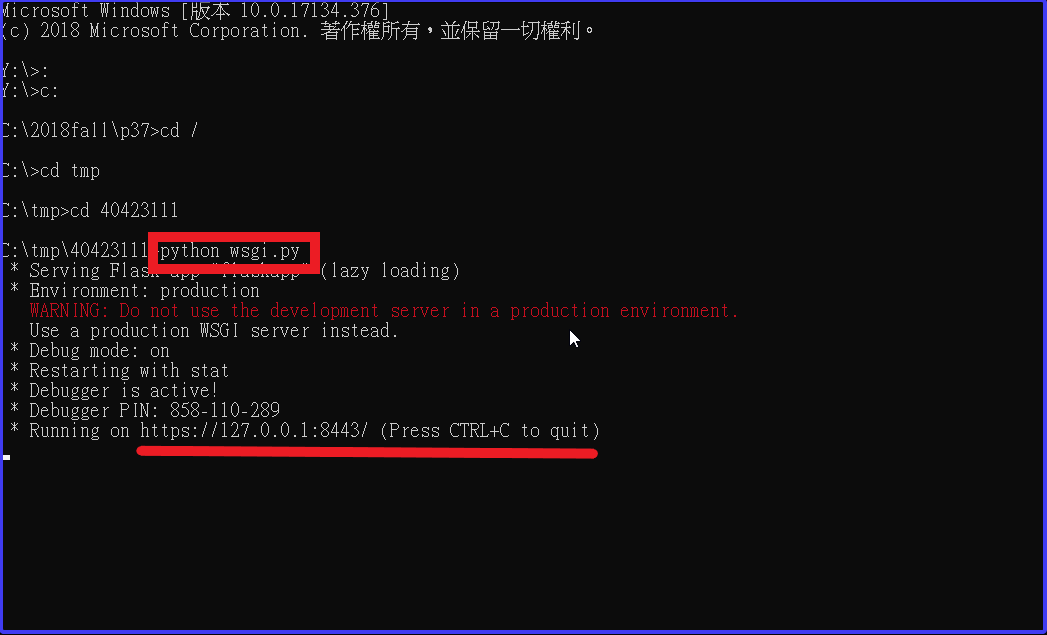 Microsoft Windows [版本 10.0.17134.376]
(c) 2018 Microsoft Corporation. 著作權所有,並保留一切權利。
Y:\>:
Y:\>c:
C:\2018fall\p37>cd /
C:\>cd tmp
C:\tmp>cd 40423111
C:\tmp\40423111>python wsgi.py
* Serving Flask app "flaskapp" (lazy loading)
* Environment: production
WARNING: Do not use the development server in a production environment.
Use a production WSGI server instead.
* Debug mode: on
* Restarting with stat
* Debugger is active!
* Debugger PIN: 858-110-289
* Running on https://127.0.0.1:8443/ (Press CTRL+C to quit)